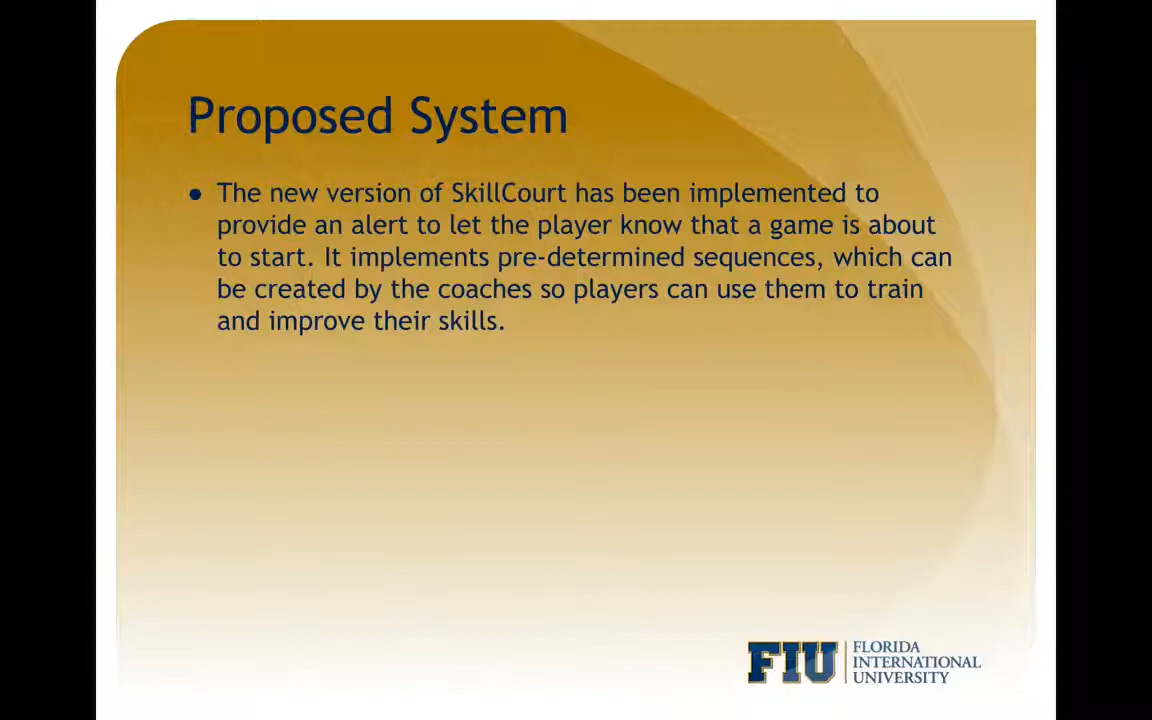 Proposed System
● The new version of SkillCourt has been implemented to
provide an alert to let the player know that a game is about
to start. It implements pre-determined sequences, which can
be created by the coaches so players can use them to train
and improve their skills.
FIU
FLORIDA
INTERNATIONAL
UNIVERSITY